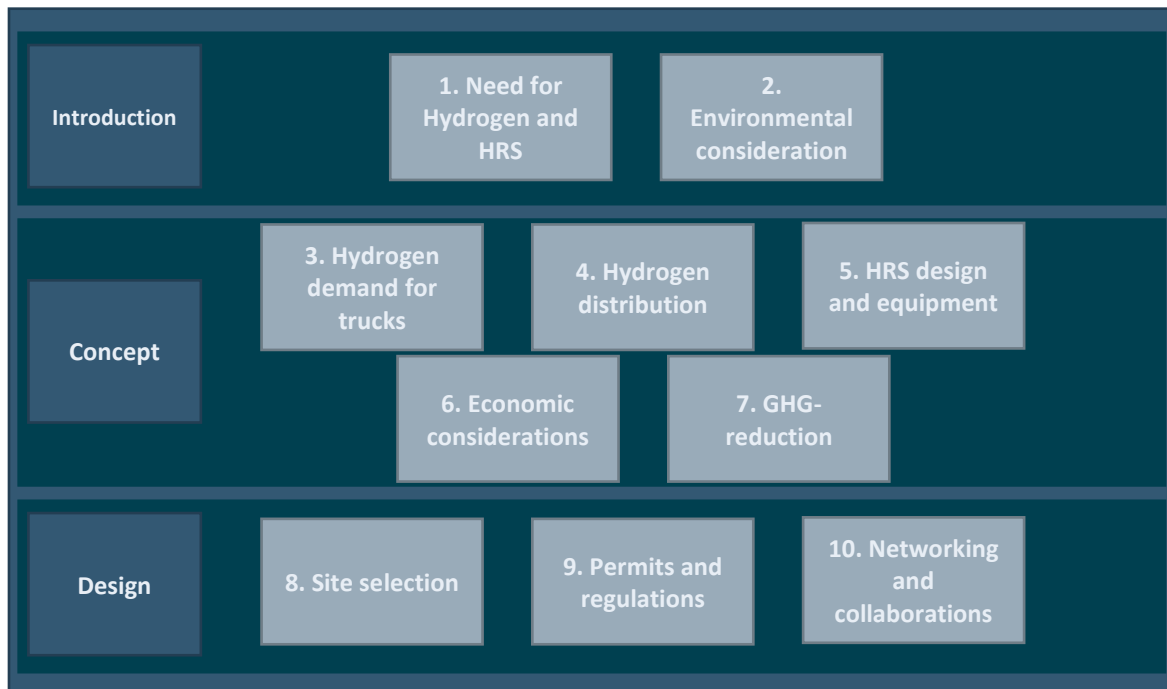 Introduction
1. Need for
Hydrogen and
HRS
2.
Environmental
consideration
Concept
3. Hydrogen
demand for
trucks
4. Hydrogen
distribution
5. HRS design
and equipment
6. Economic
considerations
7. GHG-
reduction
Design
8. Site selection
9. Permits and
regulations
10. Networking
and
collaborations